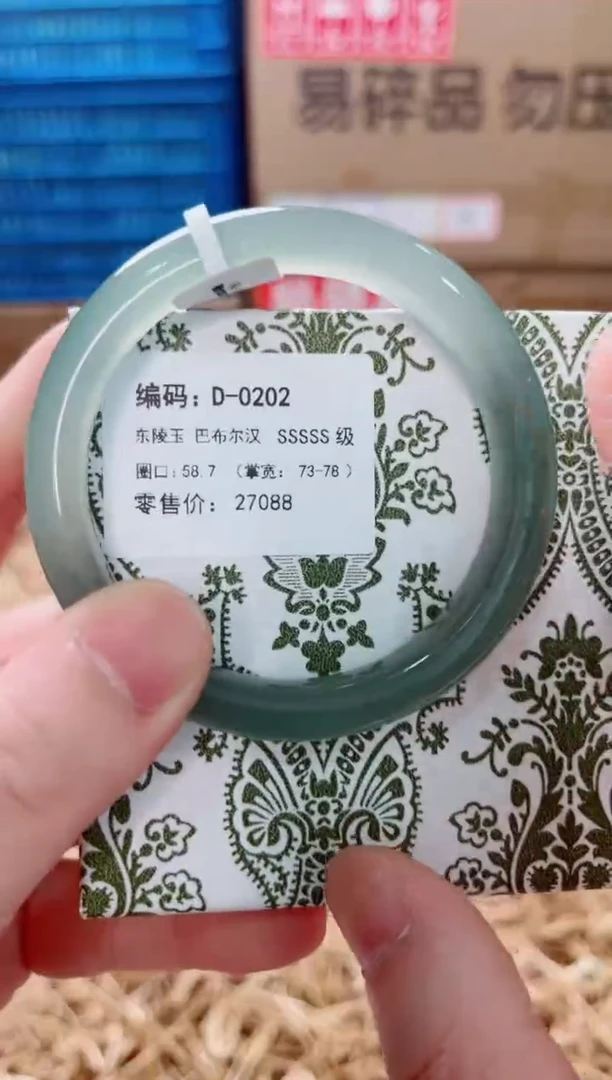 易碎品 勿压
编码：D-0202
东陵玉 巴布尔汉 SSSSS 级
圈口：58.7 （掌宽： 73-78 ）
零售价： 27088